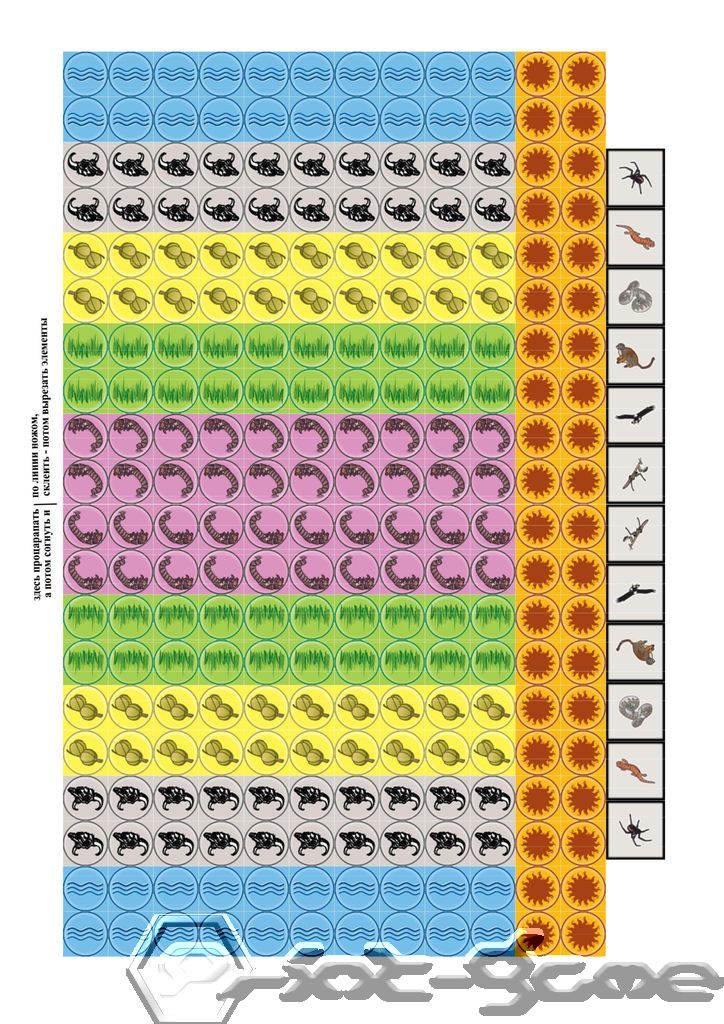 здесь процарапать | по линии ножом,
а потом согнуть и | склеить - потом вырезать элементы